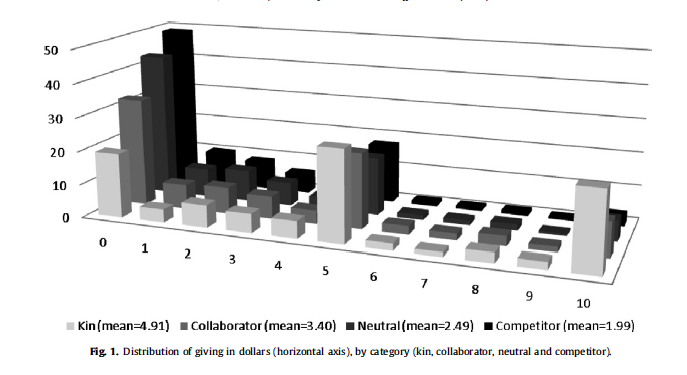 50
40
30
20
10
0
0 1 2 3 4 5 6 7 8 9 10
Kin (mean=4.91) Collaborator (mean=3.40) Neutral (mean=2.49) Competitor (mean=1.99)
Fig. 1. Distribution of giving in dollars (horizontal axis), by category (kin, collaborator, neutral and competitor).